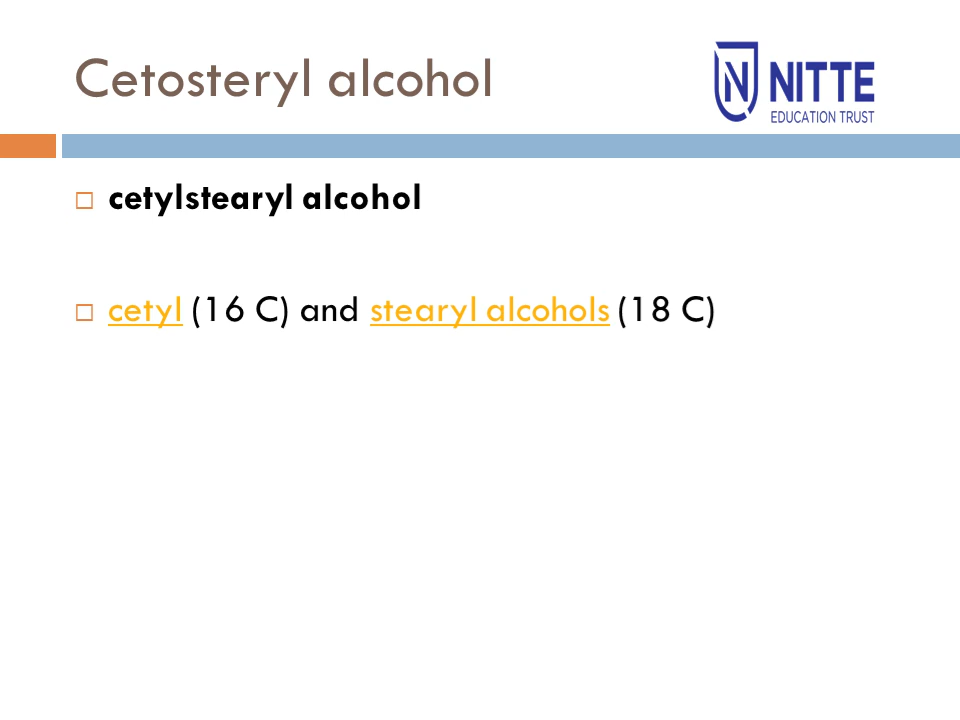 Cetosteryl alcohol
NITTE
EDUCATION TRUST
cetylstearyl alcohol
cetyl (16 C) and stearyl alcohols (18 C)